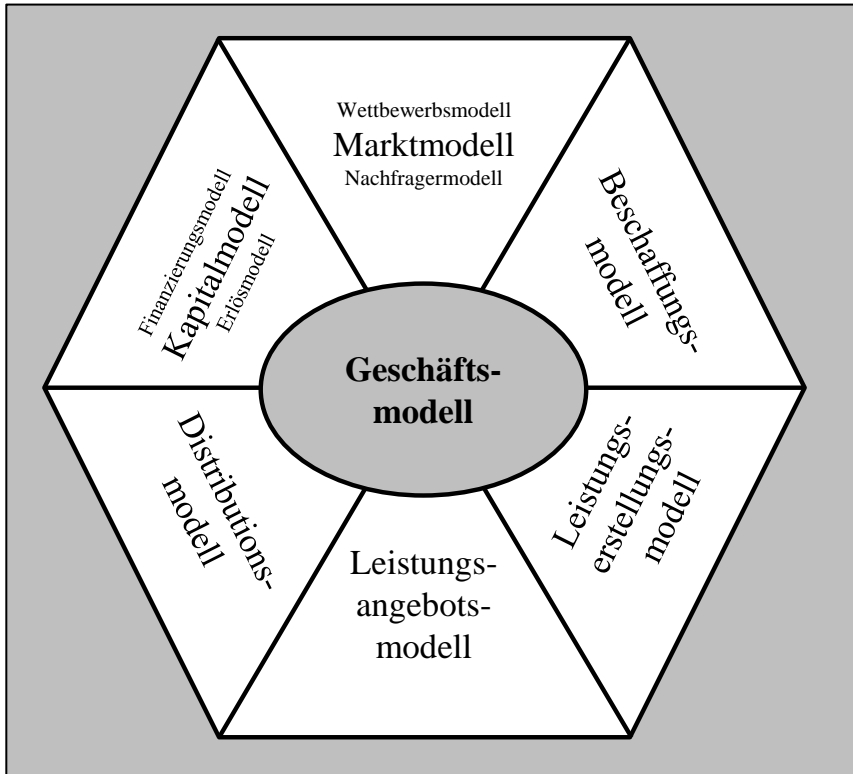 Wettbewerbsmodell
Marktmodell
Nachfragermodell
Beschaffungs-
modell
Leistungs-
erstellungs-
modell
Leistungs-
angebots-
modell
Distributions-
modell
Finanzierungsmodell
Kapitalmodell
Erlösmodell
Geschäfts-
modell